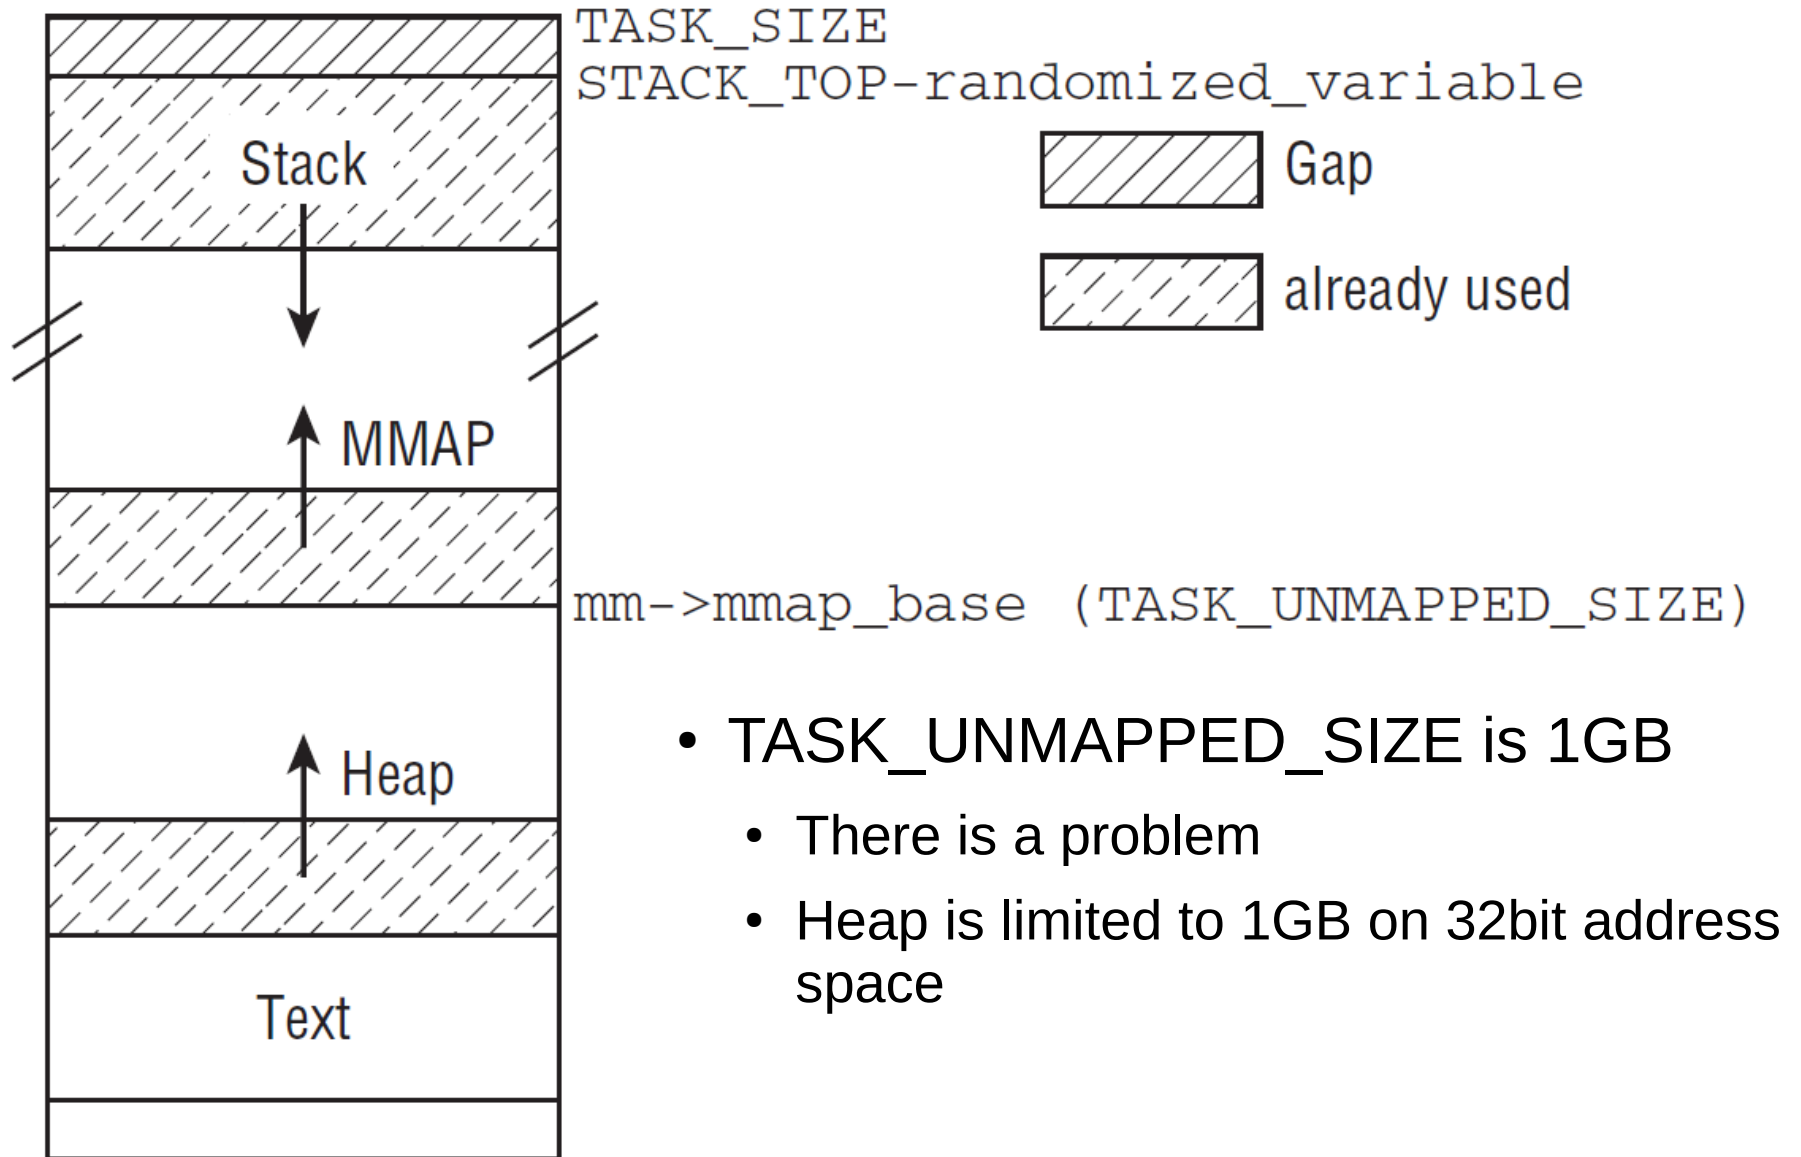 TASK_SIZE
STACK_TOP-randomized_variable
Stack
Gap
already used
MMAP
mm->mmap_base (TASK_UNMAPPED_SIZE)
• TASK_UNMAPPED_SIZE is 1GB
Heap
• There is a problem
• Heap is limited to 1GB on 32bit address
space
Text